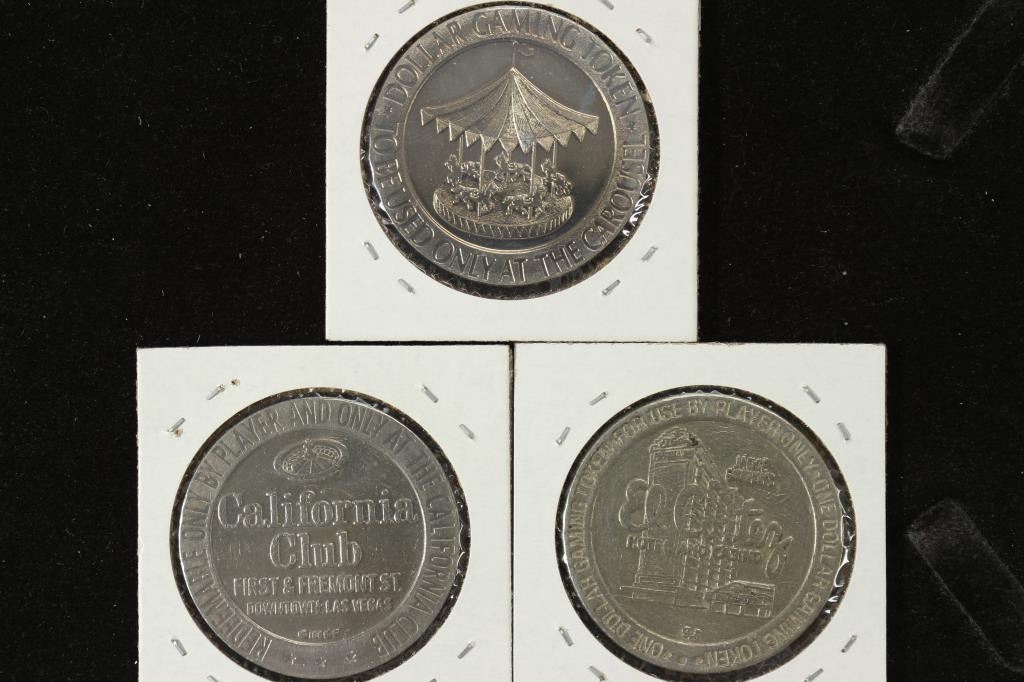 · DOLLAR GAMING TOKEN ·
TO BE USED ONLY AT THE CAROUSEL
REDEEMABLE ONLY BY PLAYER AND ONLY AT THE CALIFORNIA CLUB
California
Club
FIRST & FREMONT ST.
DOWNTOWN-LAS VEGAS
ONE DOLLAR GAMING TOKEN FOR USE BY PLAYER ONLY · ONE DOLLAR GAMING TOKEN
HOTEL